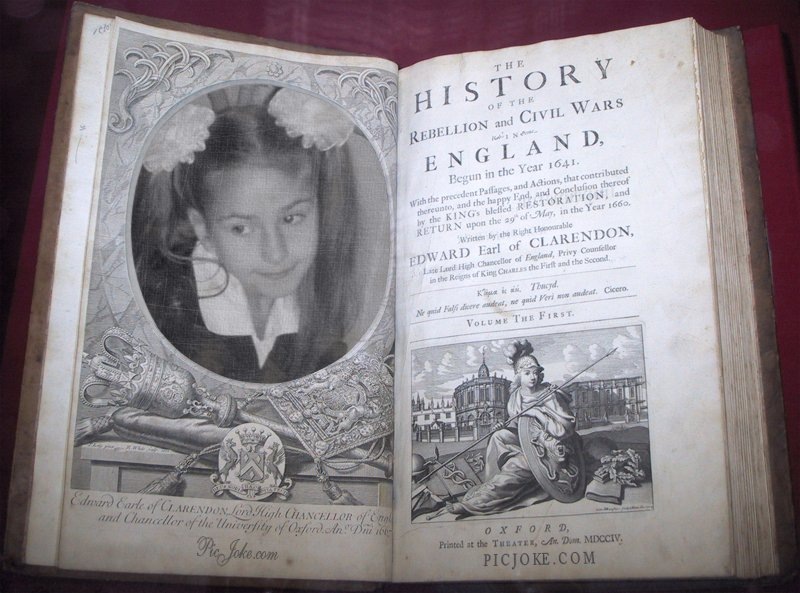 Edward Earle of CLARENDON, Lord High CHANCELLOR of Engl
and Chancellor of the University of Oxford. An.º Dni.
PicJoke.com
THE
HISTORY
OF THE
REBELLION and CIVIL WARS
IN
ENGLAND,
Begun in the Year 1641.
With the precedent Paſſages, and Actions, that contributed
thereunto, and the happy End, and Concluſion thereof
by the KING's bleſſed RESTORATION, and
RETURN upon the 29th of May, in the Year 1660.
Written by the Right Honourable
EDWARD Earl of CLARENDON,
Late Lord High Chancellor of England, Privy Counſellor
in the Reigns of King CHARLES the Firſt and the Second.
Thucyd.
Ne quid Falſi dicere audeat, ne quid Veri non audeat. Cicero.
VOLUME THE FIRST.
OXFORD,
Printed at the THEATER, An. Dom. MDCCIV.
PICJOKE.COM